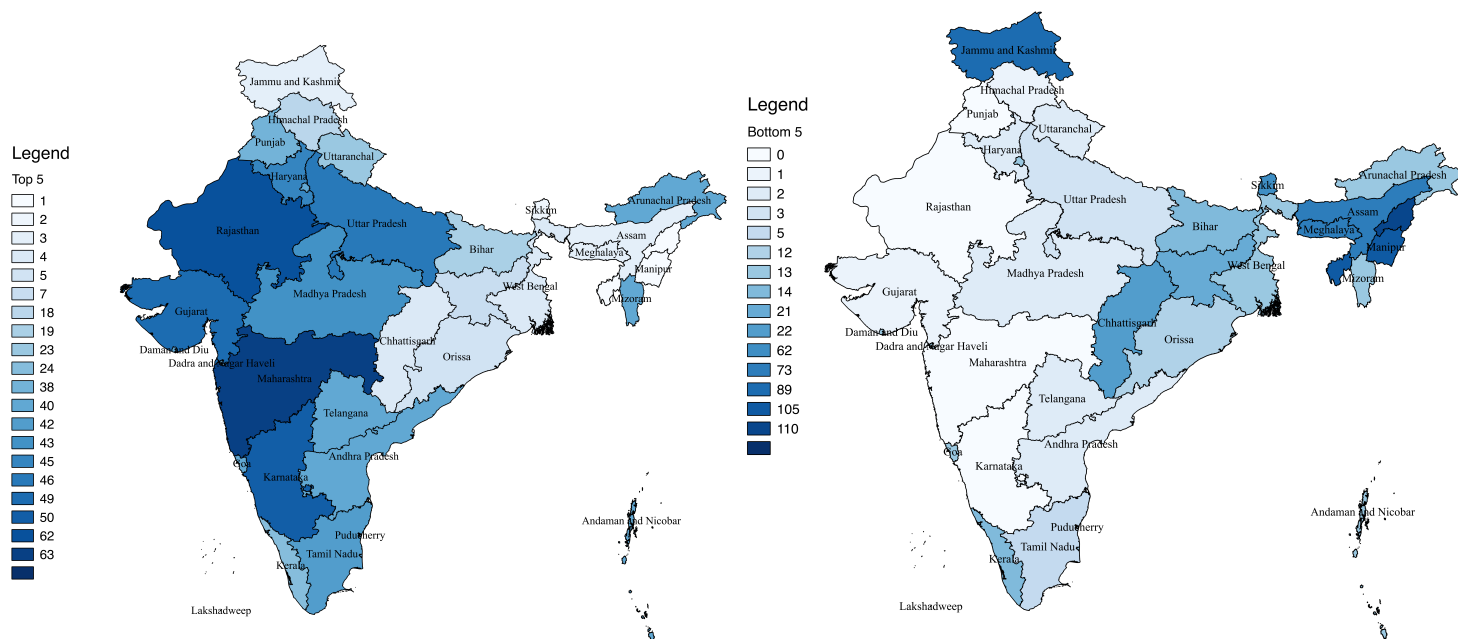 Legend
Top 5
1
2
3
4
5
7
18
19
23
24
38
40
42
43
45
46
49
50
62
63
Jammu and Kashmir
Himachal Pradesh
Punjab
Uttaranchal
Haryana
Arunachal Pradesh
Sikkim
Uttar Pradesh
Rajasthan
Assam
Bihar
Meghalaya
Manipur
West Bengal
Madhya Pradesh
Mizoram
Gujarat
Chhattisgarh
Daman and Diu
Orissa
Dadra and Nagar Haveli
Maharashtra
Telangana
Andhra Pradesh
Goa
Karnataka
Andaman and Nicobar
Puducherry
Tamil Nadu
Kerala
Lakshadweep
Legend
Bottom 5
0
1
2
3
5
12
13
14
21
22
62
73
89
105
110
Jammu and Kashmir
Himachal Pradesh
Punjab
Uttaranchal
Haryana
Arunachal Pradesh
Sikkim
Uttar Pradesh
Rajasthan
Assam
Bihar
Meghalaya
Manipur
West Bengal
Madhya Pradesh
Mizoram
Gujarat
Chhattisgarh
Daman and Diu
Orissa
Dadra and Nagar Haveli
Maharashtra
Telangana
Andhra Pradesh
Goa
Karnataka
Andaman and Nicobar
Puducherry
Tamil Nadu
Kerala
Lakshadweep